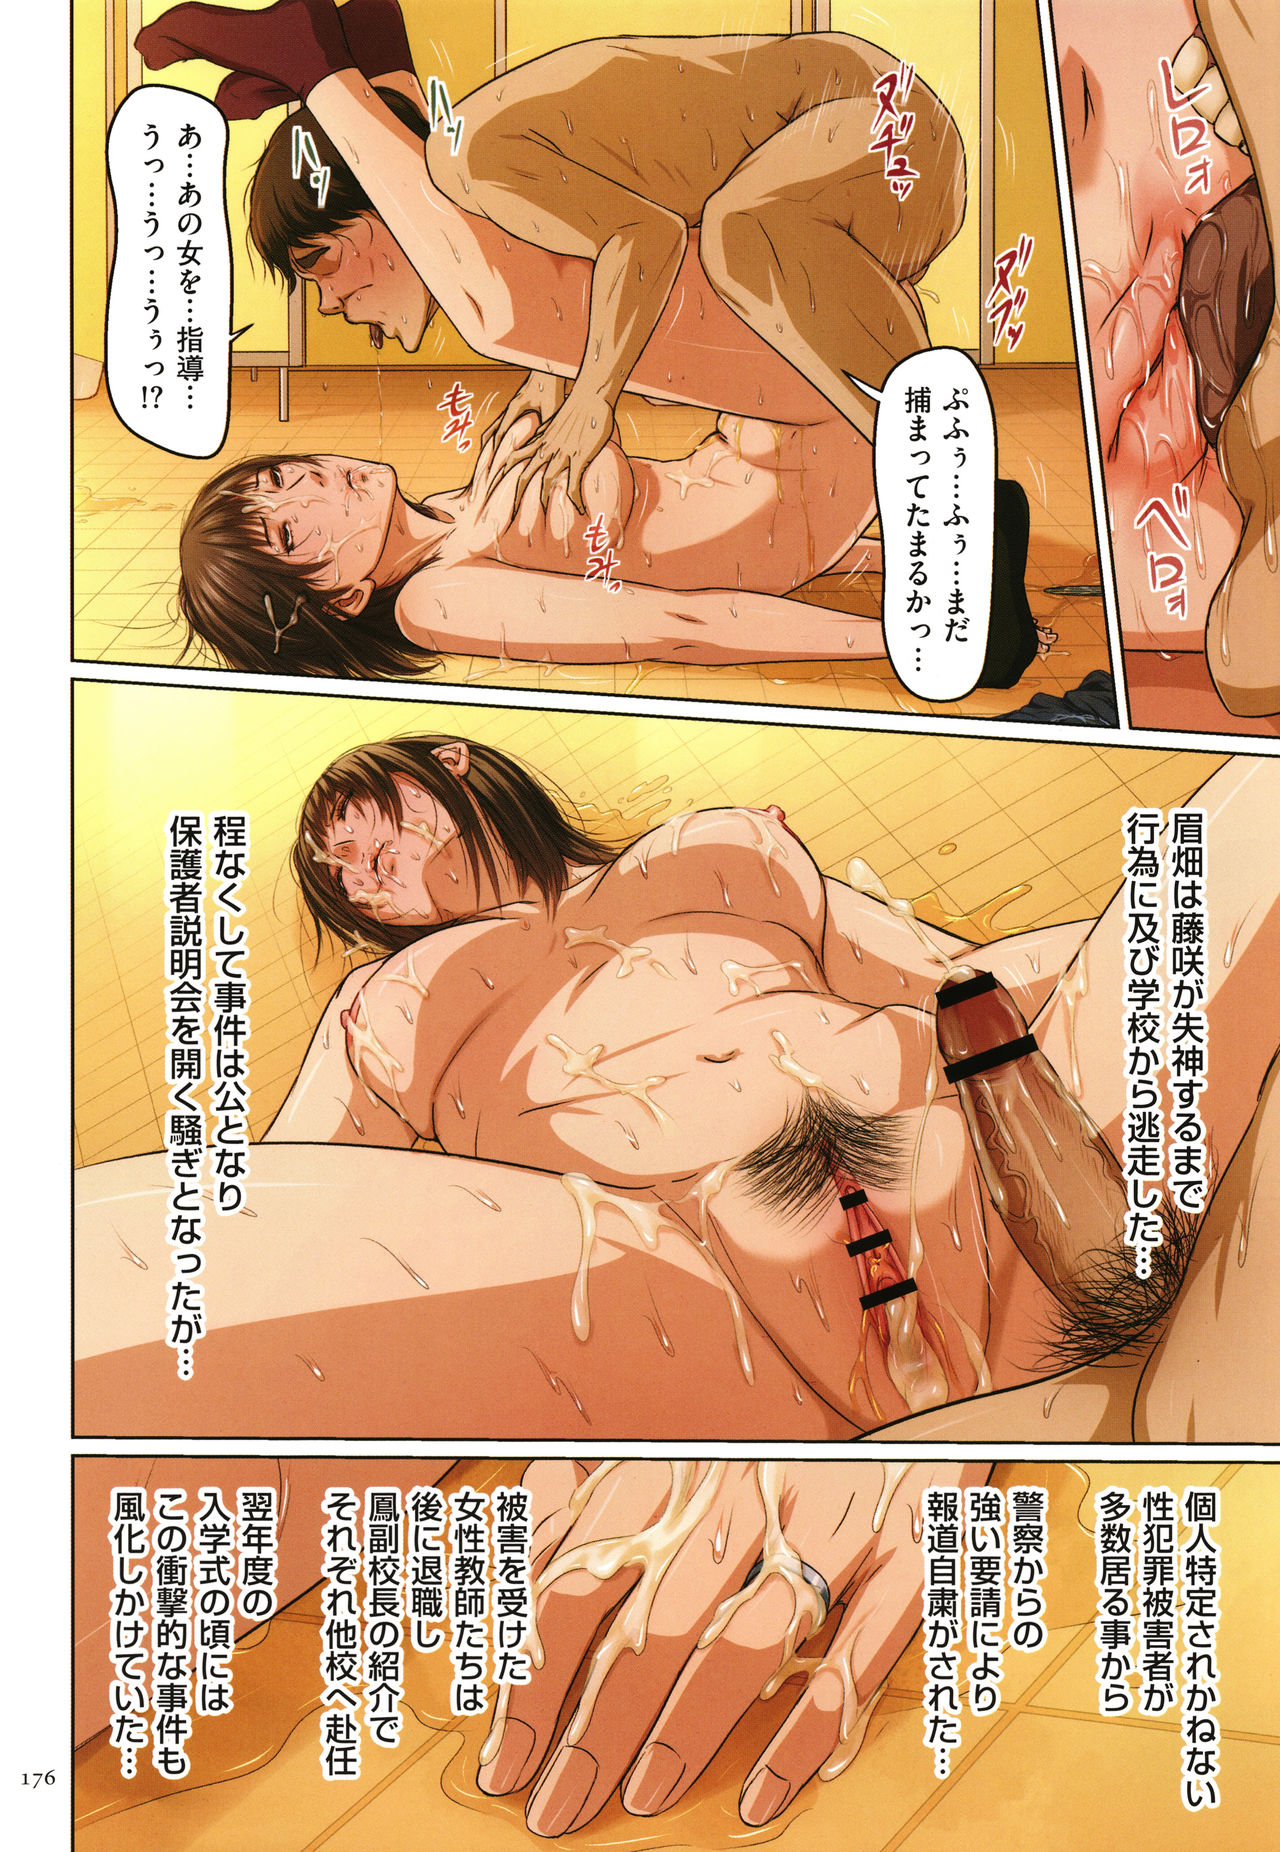 レロォ
ベロォ
ぷふぅ…ふぅ…まだ
捕まってたまるかっ…
ヌヂュッ
ヌブッ
ハッ
ハッ
もみっ
もみっ
あ…あの女を…指導…
うっ…うっ…うぅっ!?
眉畑は藤咲が失神するまで
行為に及び学校から逃走した…
程なくして事件は公となり
保護者説明会を開く騒ぎとなったが…
個人特定されかねない
性犯罪被害者が
多数居る事から
警察からの
強い要請により
報道自粛がされた…
被害を受けた
女性教師たちは
後に退職し
鳳副校長の紹介で
それぞれ他校へ赴任
翌年度の
入学式の頃には
この衝撃的な事件も
風化しかけていた…
176